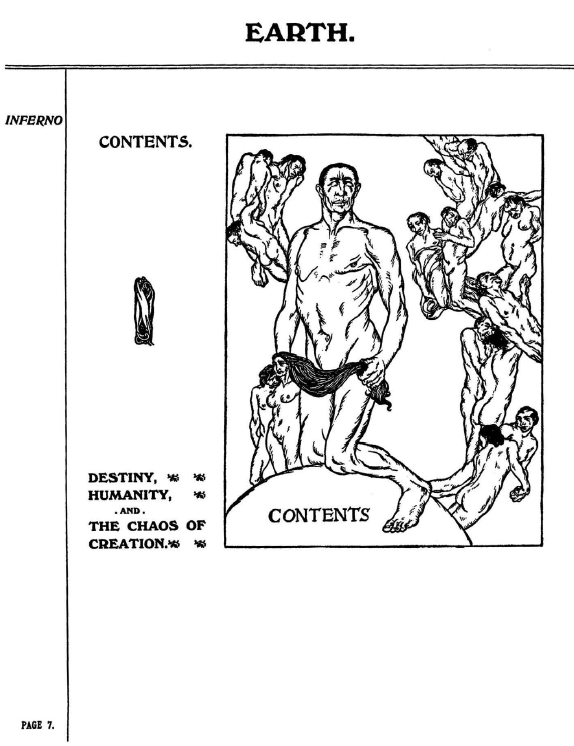 EARTH.
INFERNO
CONTENTS.
DESTINY,
HUMANITY,
. AND .
THE CHAOS OF
CREATION.
CONTENTS
PAGE 7.